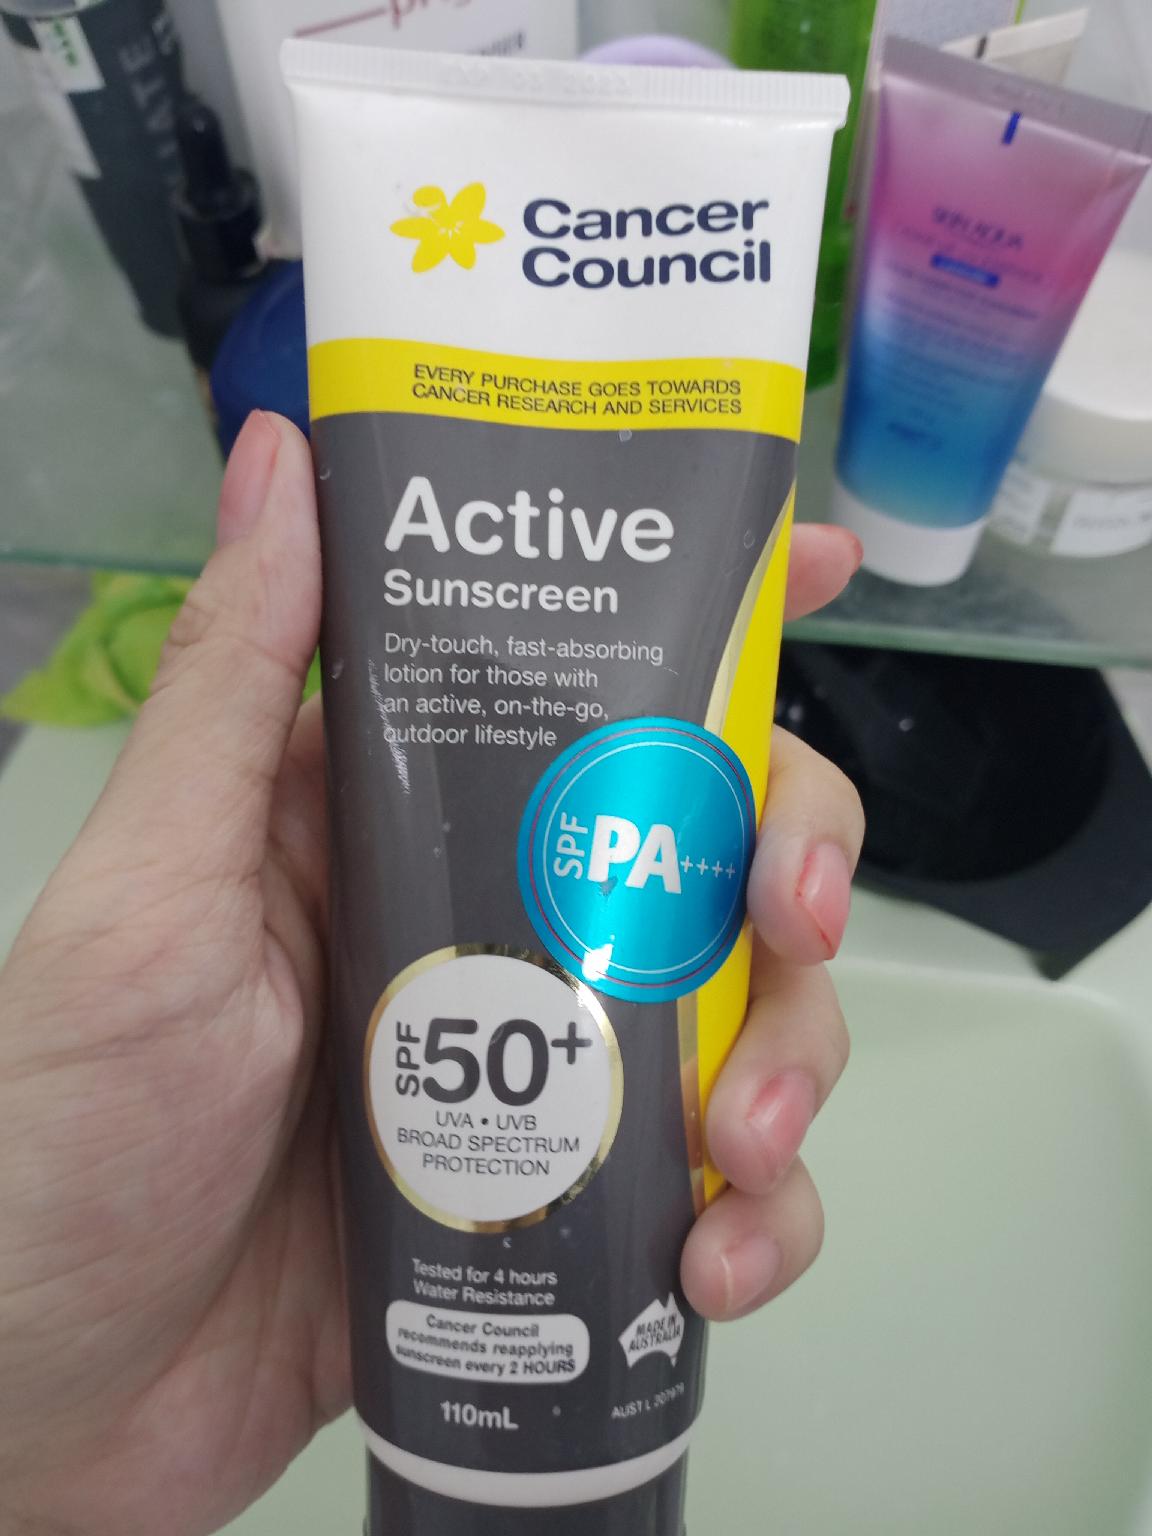 Cancer
Council
EVERY PURCHASE GOES TOWARDS
CANCER RESEARCH AND SERVICES
Active
Sunscreen
Dry-touch, fast-absorbing
lotion for those with
an active, on-the-go,
outdoor lifestyle
SPF PA++++
SPF 50+
UVA • UVB
BROAD SPECTRUM
PROTECTION
Tested for 4 hours
Water Resistance
Cancer Council
recommends reapplying
sunscreen every 2 HOURS
MADE IN
AUSTRALIA
110mL
AUST L